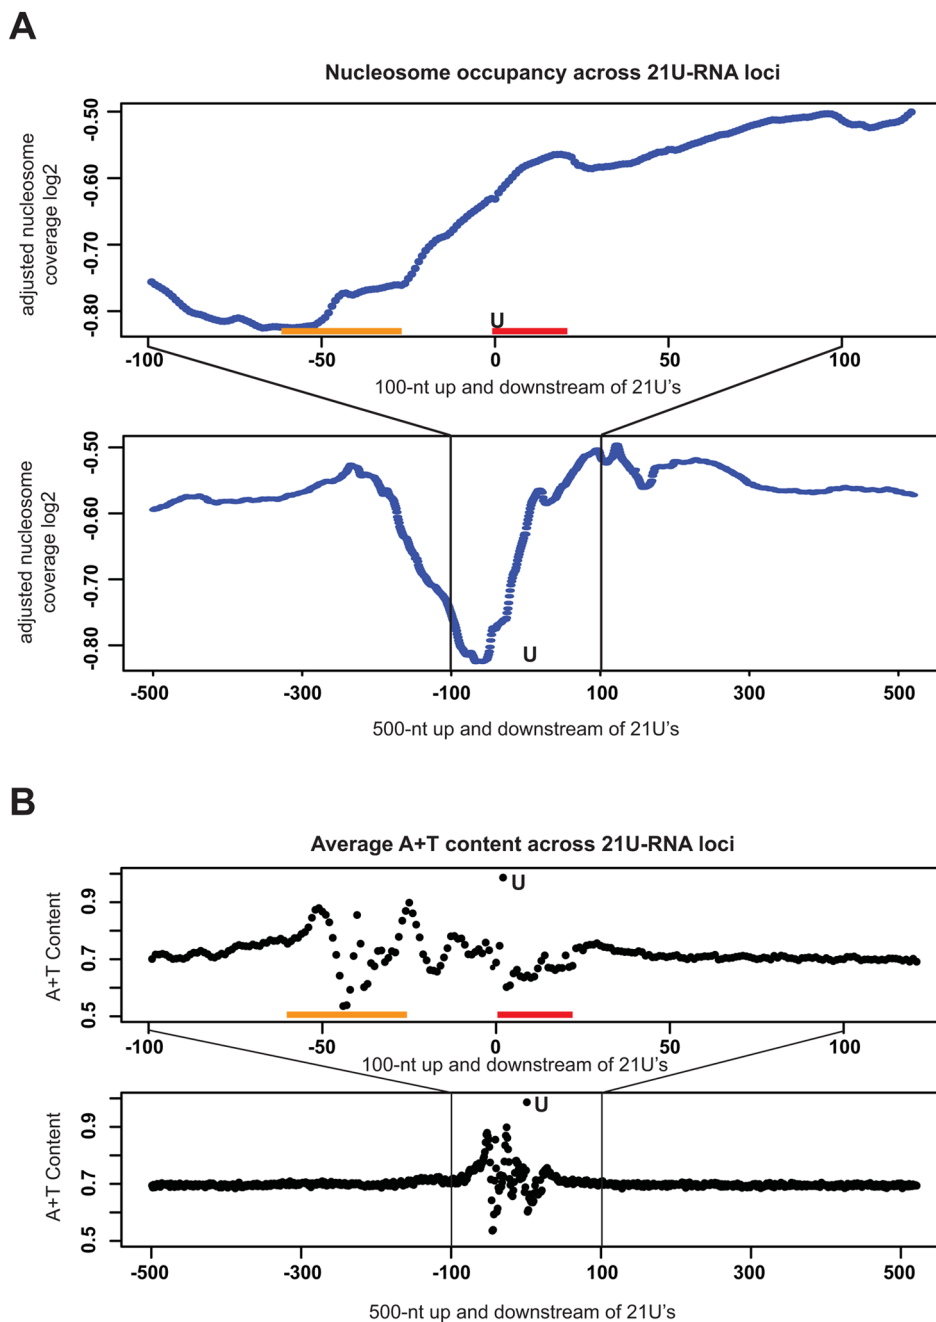 A
Nucleosome occupancy across 21U-RNA loci
adjusted nucleosome
coverage log2
-0.50
-0.60
-0.70
-0.80
U
-100
-50
0
50
100
100-nt up and downstream of 21U's
adjusted nucleosome
coverage log2
-0.50
-0.60
-0.70
-0.80
U
-500
-300
-100
100
300
500
500-nt up and downstream of 21U's
B
Average A+T content across 21U-RNA loci
A+T Content
0.9
0.7
0.5
U
-100
-50
0
50
100
100-nt up and downstream of 21U's
A+T Content
0.9
0.7
0.5
U
-500
-300
-100
100
300
500
500-nt up and downstream of 21U's